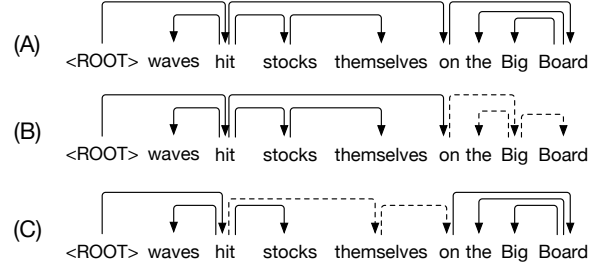 (A)
<ROOT> waves hit stocks themselves on the Big Board
(B)
<ROOT> waves hit stocks themselves on the Big Board
(C)
<ROOT> waves hit stocks themselves on the Big Board